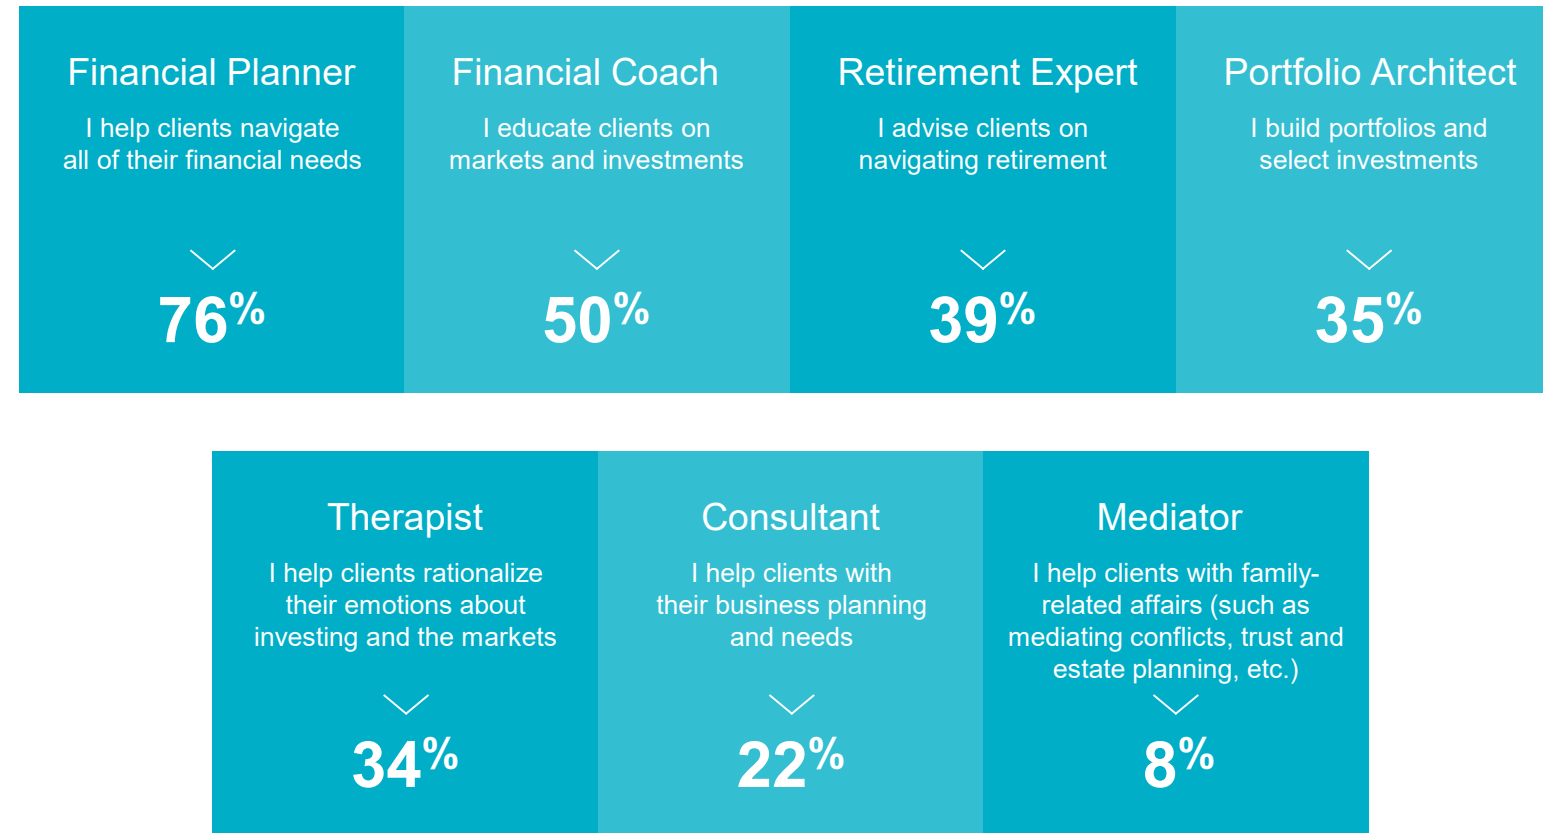 Financial Planner
I help clients navigate
all of their financial needs
76%
Financial Coach
I educate clients on
markets and investments
50%
Retirement Expert
I advise clients on
navigating retirement
39%
Portfolio Architect
I build portfolios and
select investments
35%
Therapist
I help clients rationalize
their emotions about
investing and the markets
34%
Consultant
I help clients with
their business planning
and needs
22%
Mediator
I help clients with family-
related affairs (such as
mediating conflicts, trust and
estate planning, etc.)
8%